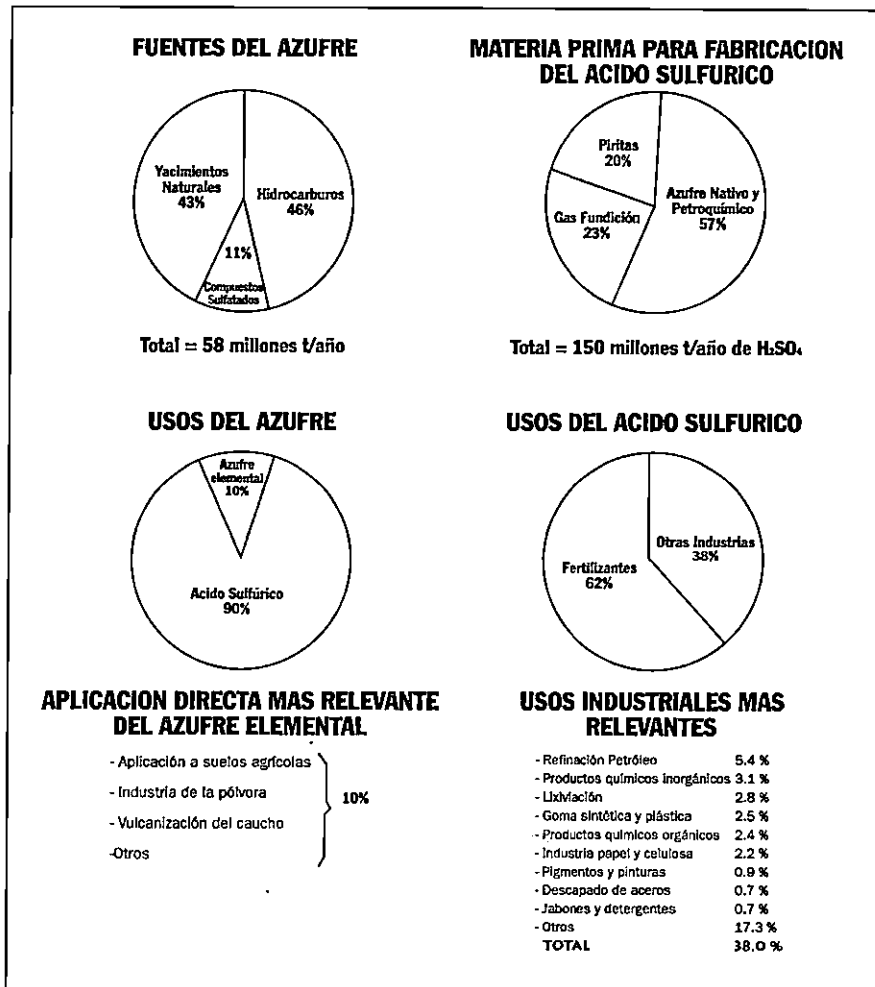 FUENTES DEL AZUFRE
Yacimientos
Naturales
43%
Hidrocarburos
46%
11%
Compuestos
Sulfatados
Total = 58 millones t/año
MATERIA PRIMA PARA FABRICACION
DEL ACIDO SULFURICO
Piritas
20%
Gas Fundición
23%
Azufre Nativo y
Petroquímico
57%
Total = 150 millones t/año de H₂SO₄
USOS DEL AZUFRE
Azufre
elemental
10%
Acido Sulfúrico
90%
USOS DEL ACIDO SULFURICO
Otras Industrias
38%
Fertilizantes
62%
APLICACION DIRECTA MAS RELEVANTE
DEL AZUFRE ELEMENTAL
- Aplicación a suelos agrícolas
- Industria de la pólvora
- Vulcanización del caucho
-Otros
10%
USOS INDUSTRIALES MAS
RELEVANTES
- Refinación Petróleo 5.4 %
- Productos químicos inorgánicos 3.1 %
- Lixiviación 2.8 %
- Goma sintética y plástica 2.5 %
- Productos químicos orgánicos 2.4 %
- Industria papel y celulosa 2.2 %
- Pigmentos y pinturas 0.9 %
- Descapado de aceros 0.7 %
- Jabones y detergentes 0.7 %
- Otros 17.3 %
TOTAL 38.0 %